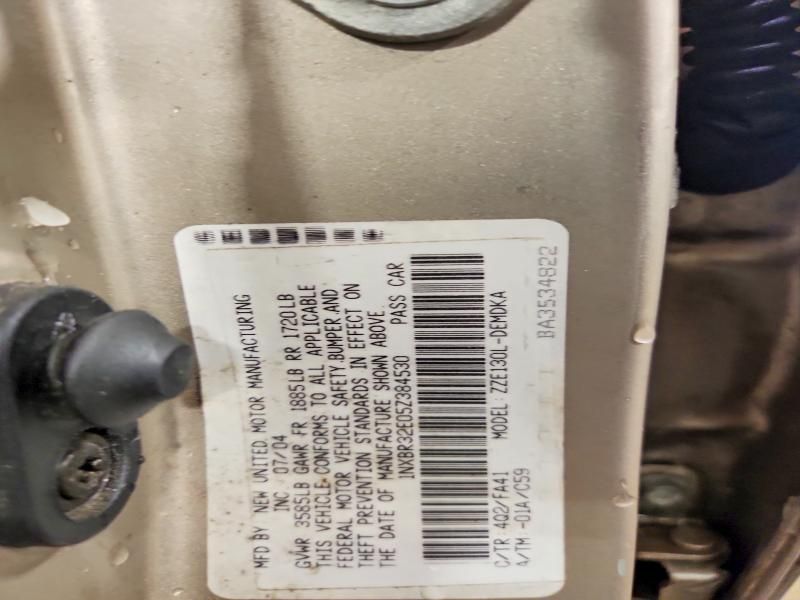 MFD BY NEW UNITED MOTOR MANUFACTURING
INC 07/04
GVWR 3585LB GAWR FR 1885LB RR 1720LB
THIS VEHICLE CONFORMS TO ALL APPLICABLE
FEDERAL MOTOR VEHICLE SAFETY,BUMPER,AND
THEFT PREVENTION STANDARDS IN EFFECT ON
THE DATE OF MANUFACTURE SHOWN ABOVE.
1NXBR32E05Z384530 PASS CAR
C/TR:4Q2/FA41 MODEL:ZZE130L-DEMDKA
A/TM -01A/C59
BA3534822